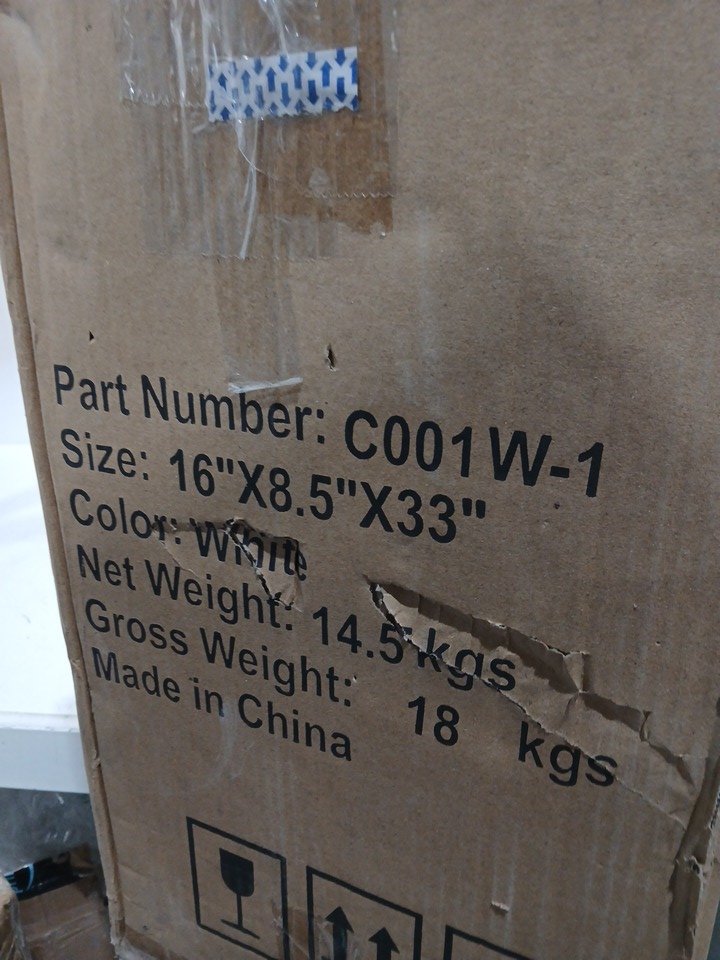 Part Number: C001W-1
Size: 16"X8.5"X33"
Color: White
Net Weight: 14.5 kgs
Gross Weight: 18 kgs
Made in China